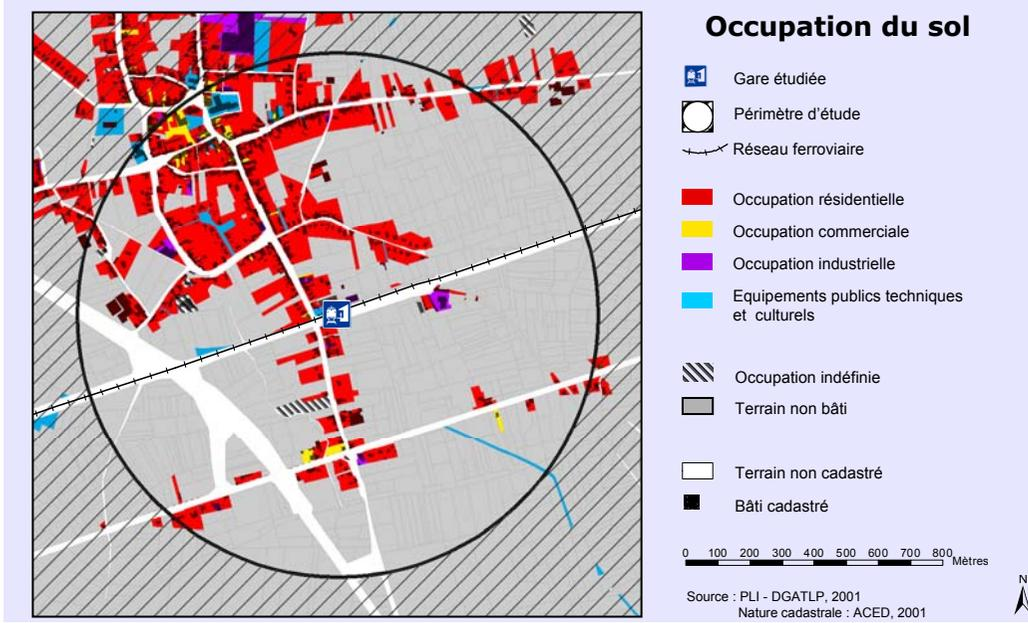 Occupation du sol
Gare étudiée
Périmètre d'étude
Réseau ferroviaire
Occupation résidentielle
Occupation commerciale
Occupation industrielle
Equipements publics techniques
et culturels
Occupation indéfinie
Terrain non bâti
Terrain non cadastré
Bâti cadastré
0 100 200 300 400 500 600 700 800 Mètres
Source : PLI - DGATLP, 2001
Nature cadastrale : ACED, 2001
N